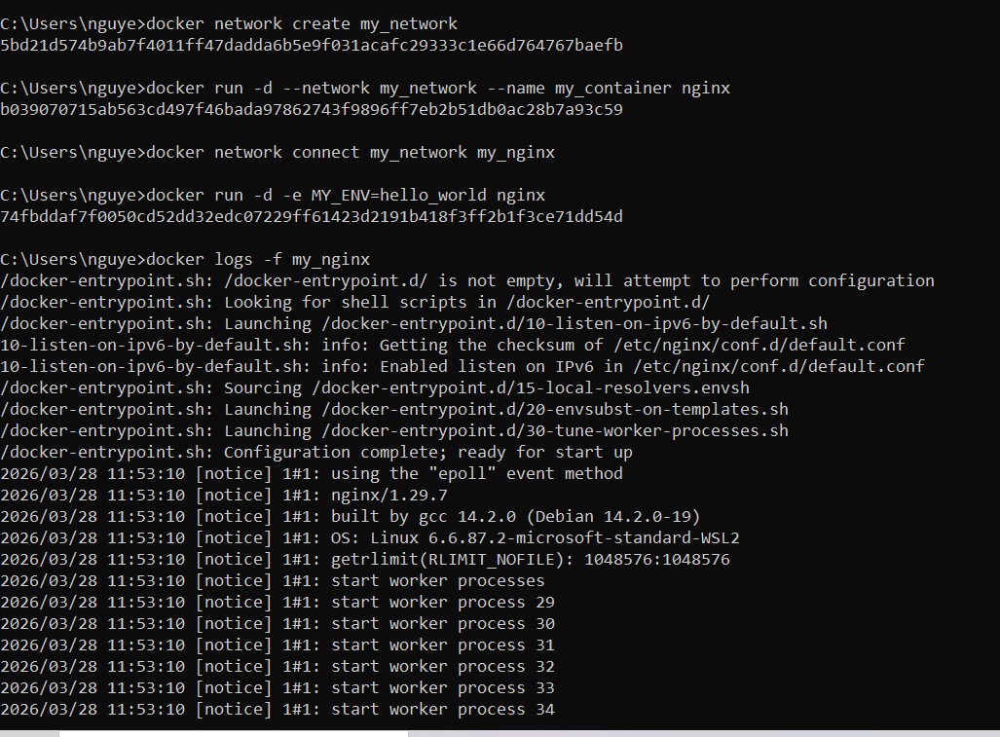 C:\Users\nguye>docker network create my_network
5bd21d574b9ab7f4011ff47dadda6b5e9f031acafc29333c1e66d764767baefb
C:\Users\nguye>docker run -d --network my_network --name my_container nginx
b039070715ab563cd497f46bada97862743f9896ff7eb2b51db0ac28b7a93c59
C:\Users\nguye>docker network connect my_network my_nginx
C:\Users\nguye>docker run -d -e MY_ENV=hello_world nginx
74fbddaf7f0050cd52dd32edc07229ff61423d2191b418f3ff2b1f3ce71dd54d
C:\Users\nguye>docker logs -f my_nginx
/docker-entrypoint.sh: /docker-entrypoint.d/ is not empty, will attempt to perform configuration
/docker-entrypoint.sh: Looking for shell scripts in /docker-entrypoint.d/
/docker-entrypoint.sh: Launching /docker-entrypoint.d/10-listen-on-ipv6-by-default.sh
10-listen-on-ipv6-by-default.sh: info: Getting the checksum of /etc/nginx/conf.d/default.conf
10-listen-on-ipv6-by-default.sh: info: Enabled listen on IPv6 in /etc/nginx/conf.d/default.conf
/docker-entrypoint.sh: Sourcing /docker-entrypoint.d/15-local-resolvers.envsh
/docker-entrypoint.sh: Launching /docker-entrypoint.d/20-envsubst-on-templates.sh
/docker-entrypoint.sh: Launching /docker-entrypoint.d/30-tune-worker-processes.sh
/docker-entrypoint.sh: Configuration complete; ready for start up
2026/03/28 11:53:10 [notice] 1#1: using the "epoll" event method
2026/03/28 11:53:10 [notice] 1#1: nginx/1.29.7
2026/03/28 11:53:10 [notice] 1#1: built by gcc 14.2.0 (Debian 14.2.0-19)
2026/03/28 11:53:10 [notice] 1#1: OS: Linux 6.6.87.2-microsoft-standard-WSL2
2026/03/28 11:53:10 [notice] 1#1: getrlimit(RLIMIT_NOFILE): 1048576:1048576
2026/03/28 11:53:10 [notice] 1#1: start worker processes
2026/03/28 11:53:10 [notice] 1#1: start worker process 29
2026/03/28 11:53:10 [notice] 1#1: start worker process 30
2026/03/28 11:53:10 [notice] 1#1: start worker process 31
2026/03/28 11:53:10 [notice] 1#1: start worker process 32
2026/03/28 11:53:10 [notice] 1#1: start worker process 33
2026/03/28 11:53:10 [notice] 1#1: start worker process 34